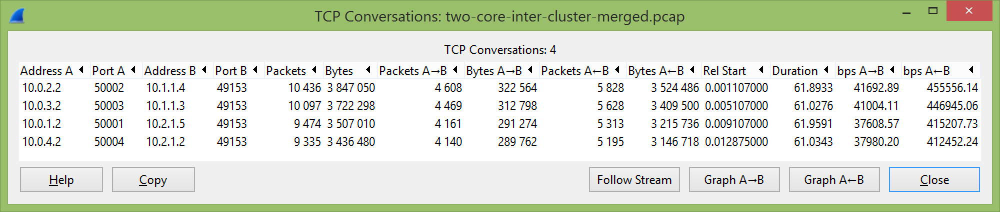 TCP Conversations: two-core-inter-cluster-merged.pcap
TCP Conversations: 4
Address A Port A Address B Port B Packets Bytes Packets A→B Bytes A→B Packets A←B Bytes A←B Rel Start Duration bps A→B bps A←B
10.0.2.2 50002 10.1.1.4 49153 10 436 3 847 050 4 608 322 564 5 828 3 524 486 0.001107000 61.8933 41692.89 455556.14
10.0.3.2 50003 10.1.1.3 49153 10 097 3 722 298 4 469 312 798 5 628 3 409 500 0.005107000 61.0276 41004.11 446945.06
10.0.1.2 50001 10.2.1.5 49153 9 474 3 507 010 4 161 291 274 5 313 3 215 736 0.009107000 61.9591 37608.57 415207.73
10.0.4.2 50004 10.2.1.2 49153 9 335 3 436 480 4 140 289 762 5 195 3 146 718 0.012875000 61.0343 37980.20 412452.24
Help Copy Follow Stream Graph A→B Graph A←B Close